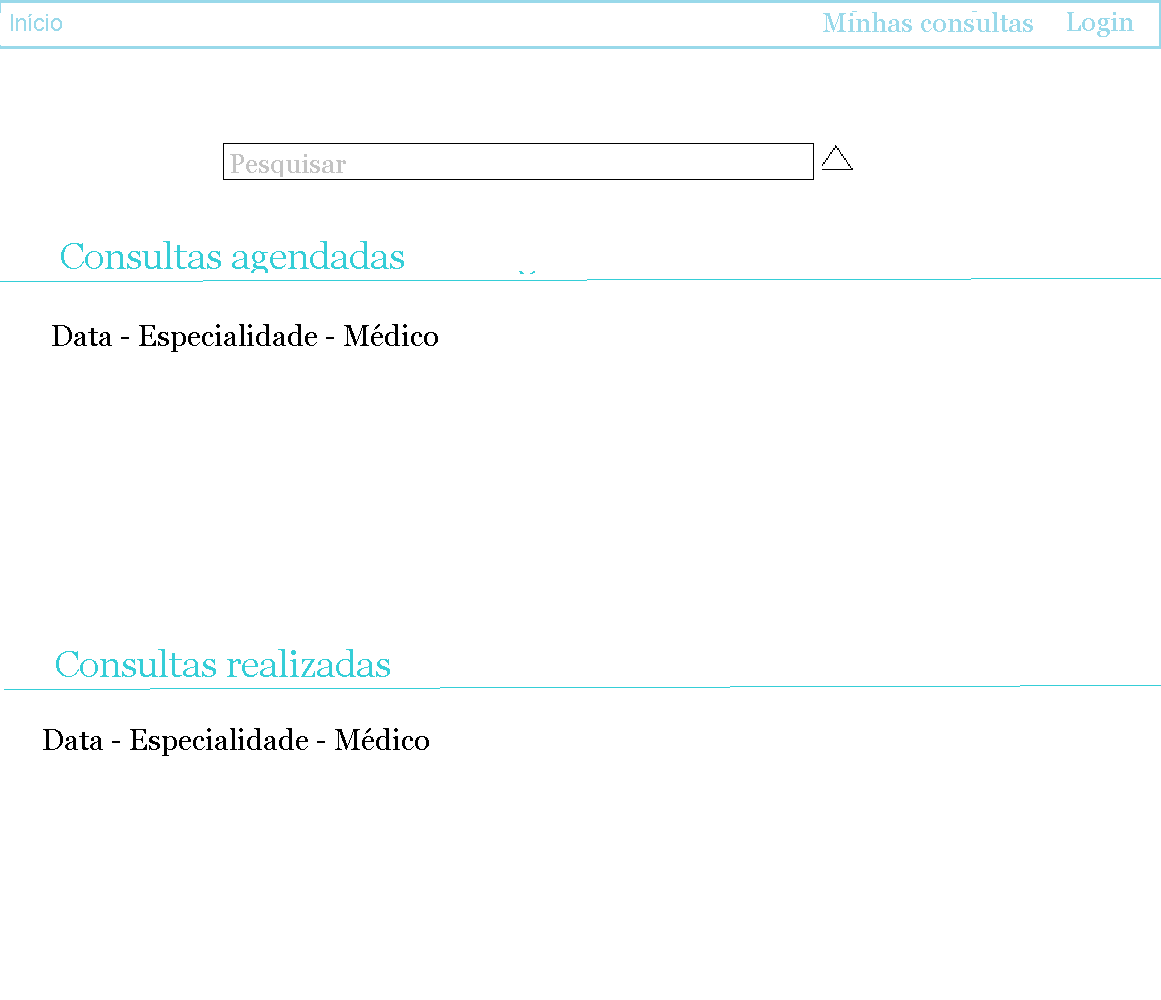 Início Minhas consultas Login
Pesquisar
Consultas agendadas
Data - Especialidade - Médico
Consultas realizadas
Data - Especialidade - Médico